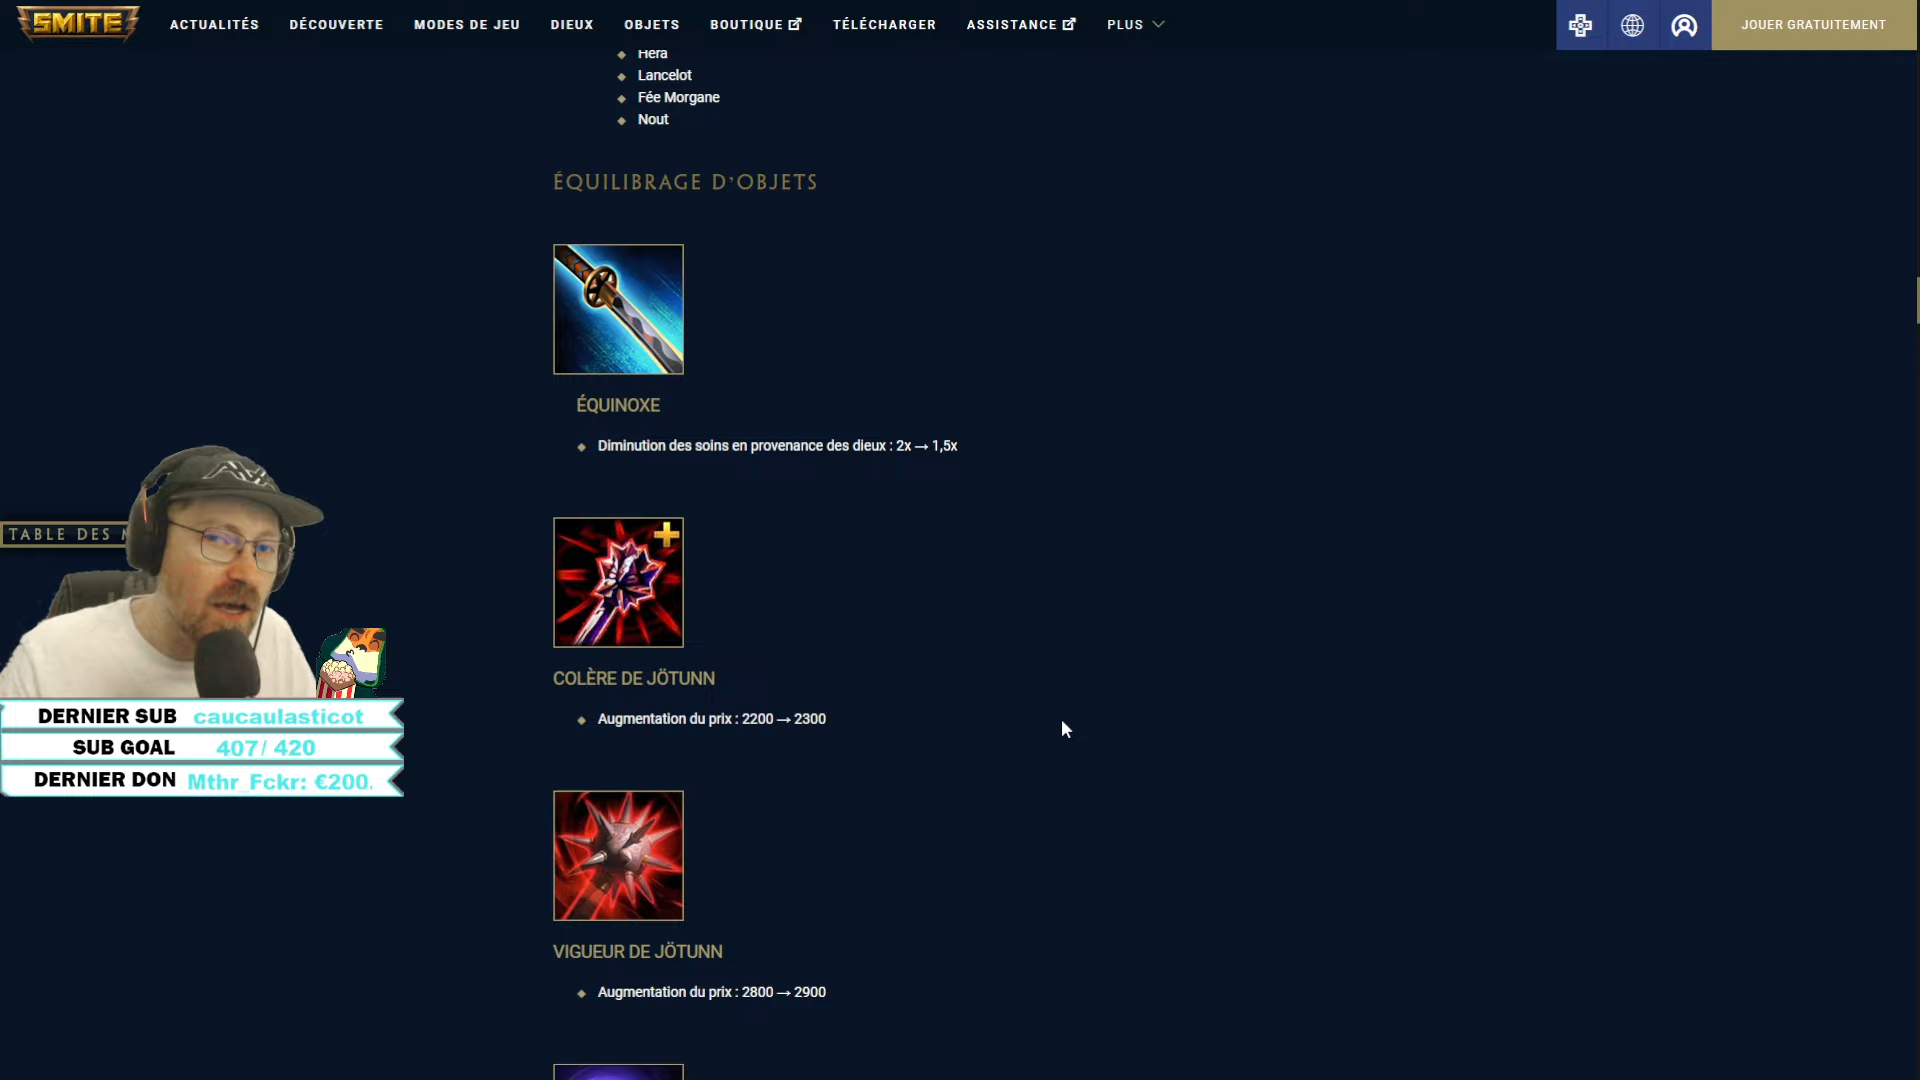 SMITE
ACTUALITÉS DÉCOUVERTE MODES DE JEU DIEUX OBJETS BOUTIQUE TÉLÉCHARGER ASSISTANCE PLUS JOUER GRATUITEMENT
Héra
Lancelot
Fée Morgane
Nout
ÉQUILIBRAGE D'OBJETS
ÉQUINOXE
Diminution des soins en provenance des dieux : 2x → 1,5x
TABLE DES
COLÈRE DE JÖTUNN
Augmentation du prix : 2200 → 2300
DERNIER SUB caucaulasticot
SUB GOAL 407/ 420
DERNIER DON Mthr_Fckr: €200.
VIGUEUR DE JÖTUNN
Augmentation du prix : 2800 → 2900